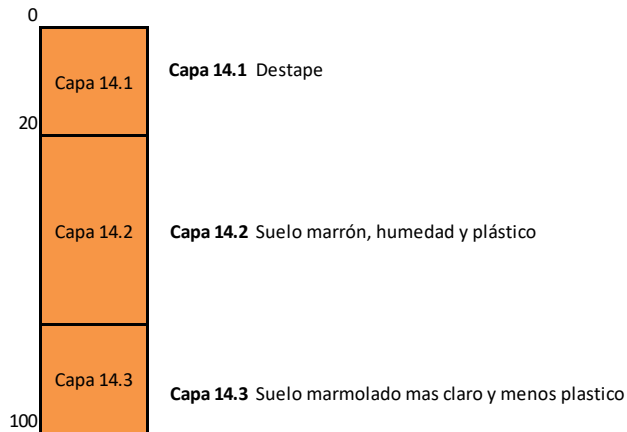 0
Capa 14.1
Capa 14.1 Destape
20
Capa 14.2
Capa 14.2 Suelo marrón, humedad y plástico
Capa 14.3
Capa 14.3 Suelo marmolado mas claro y menos plastico
100